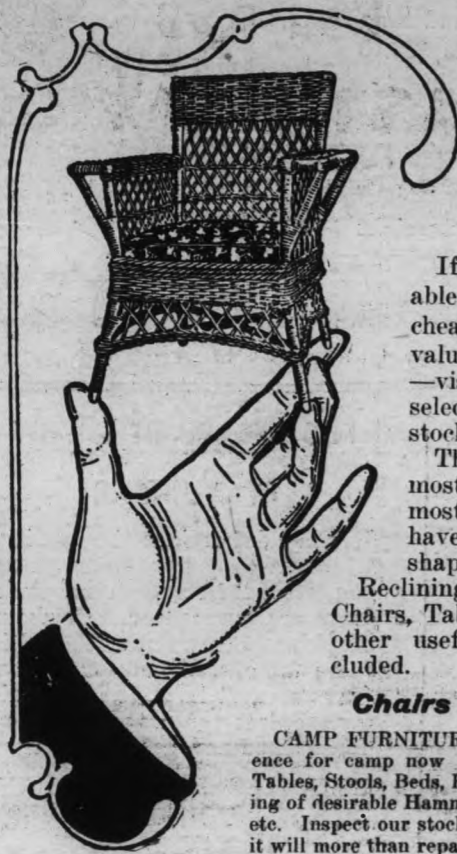 If
able
chea
valu
—vis
selec
stock
Th
most
most
have
shap
Reclining
Chairs, Tal
other usef
cluded.
Chairs
CAMP FURNITUR
ence for camp now
Tables, Stools, Beds, H
ing of desirable Hamm
etc. Inspect our stock
it will more than repa